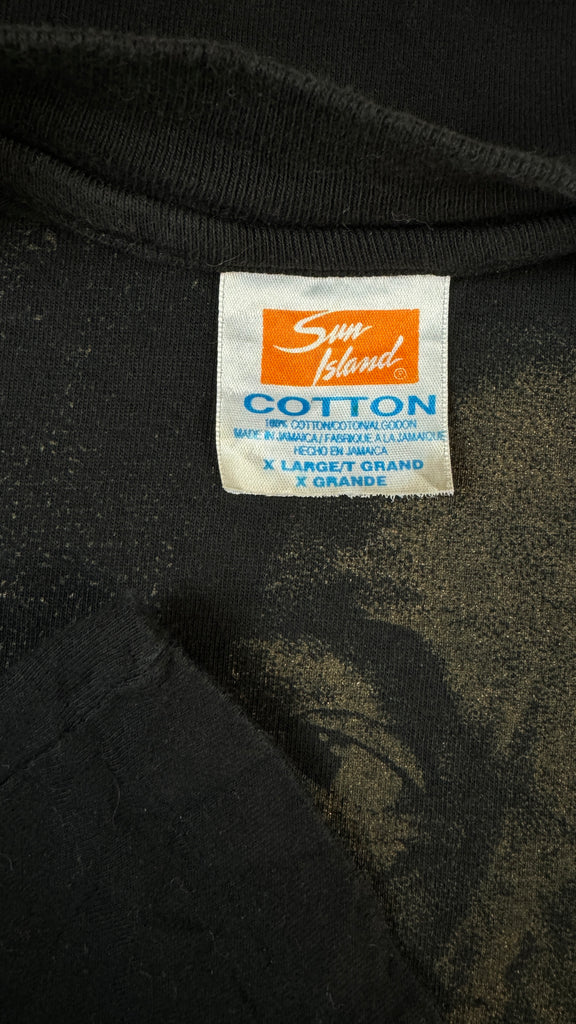 Sun
Island ®
COTTON
100% COTTON/COTON/ALGODON
MADE IN JAMAICA / FABRIQUE A LA JAMAIQUE
HECHO EN JAMAICA
X LARGE/T GRAND
X GRANDE